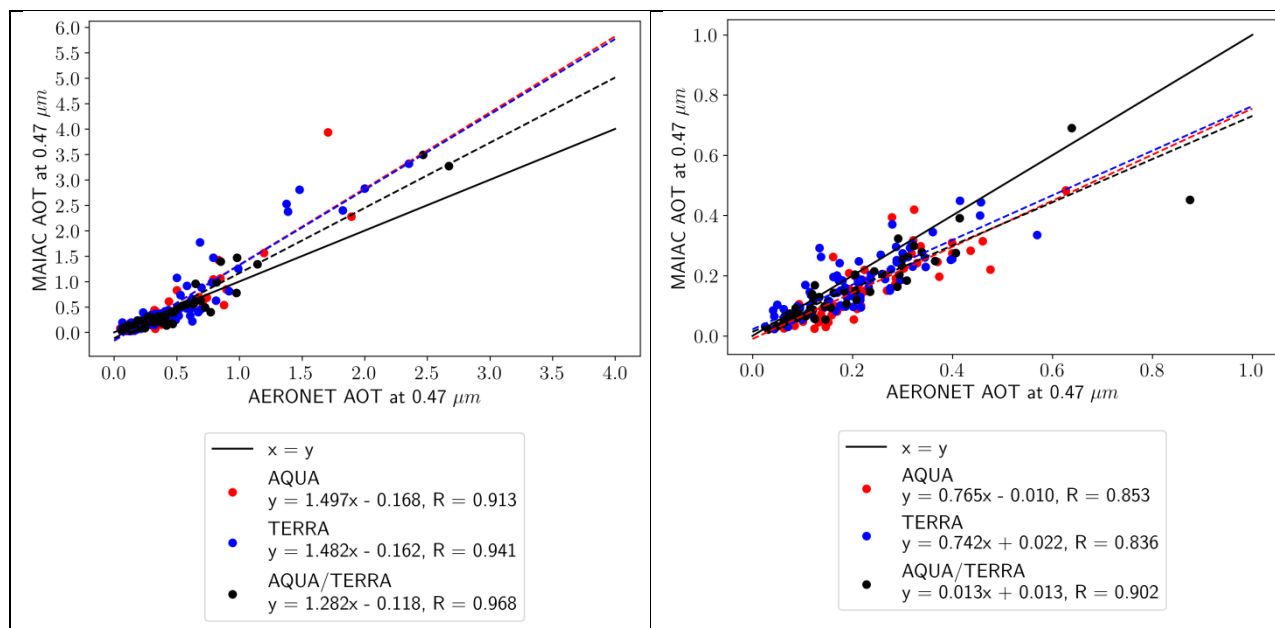 6.0
5.5
5.0
4.5
4.0
3.5
3.0
2.5
2.0
1.5
1.0
0.5
0.0
MAIAC AOT at 0.47 μm
0.0 0.5 1.0 1.5 2.0 2.5 3.0 3.5 4.0
AERONET AOT at 0.47 μm
x = y
AQUA
y = 1.497x - 0.168, R = 0.913
TERRA
y = 1.482x - 0.162, R = 0.941
AQUA/TERRA
y = 1.282x - 0.118, R = 0.968
1.0
0.8
0.6
0.4
0.2
0.0
MAIAC AOT at 0.47 μm
0.0 0.2 0.4 0.6 0.8 1.0
AERONET AOT at 0.47 μm
x = y
AQUA
y = 0.765x - 0.010, R = 0.853
TERRA
y = 0.742x + 0.022, R = 0.836
AQUA/TERRA
y = 0.013x + 0.013, R = 0.902